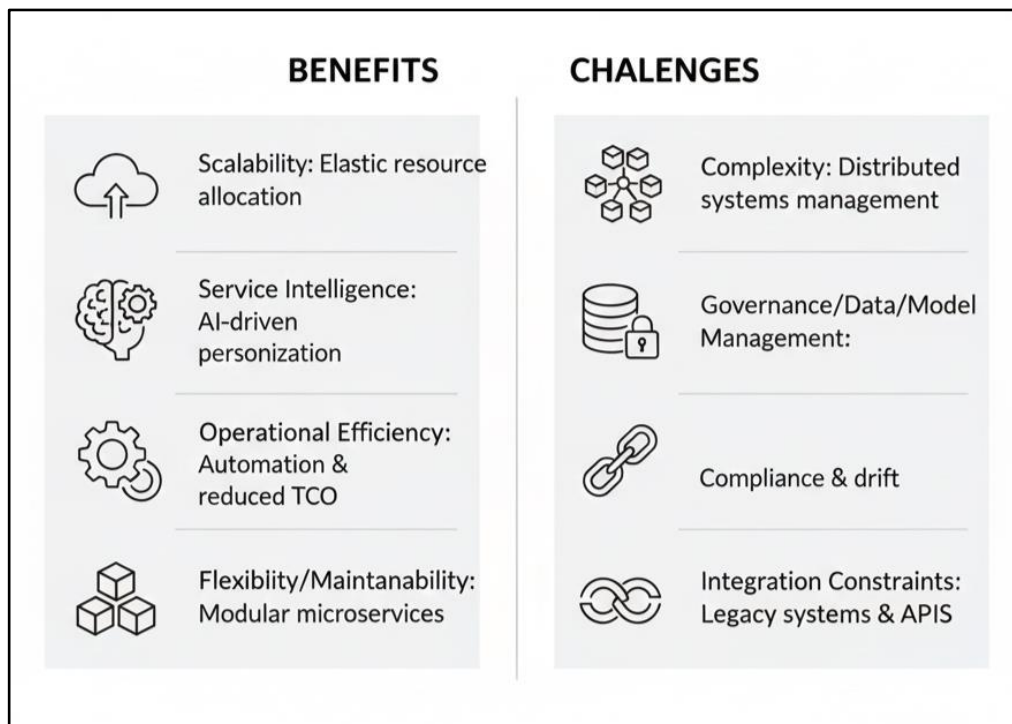 BENEFITS
CHALENGES
Scalability: Elastic resource
allocation
Service Intelligence:
AI-driven
personization
Operational Efficiency:
Automation &
reduced TCO
Flexiblity/Maintanability:
Modular microservices
Complexity: Distributed
systems management
Governance/Data/Model
Management:
Compliance & drift
Integration Constraints:
Legacy systems & APIS